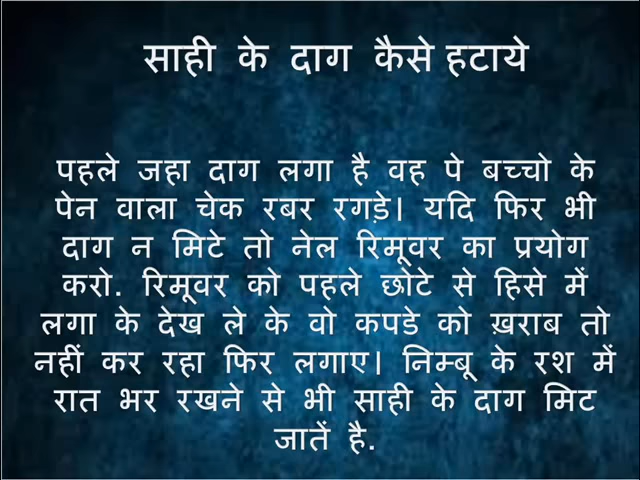 साही के दाग कैसे हटाये
पहले जहा दाग लगा है वह पे बच्चो के
पेन वाला चेक रबर रगड़े। यदि फिर भी
दाग न मिटे तो नेल रिमूवर का प्रयोग
करो. रिमूवर को पहले छोटे से हिसे में
लगा के देख ले के वो कपडे को ख़राब तो
नहीं कर रहा फिर लगाए। निम्बू के रश में
रात भर रखने से भी साही के दाग मिट
जातें है.